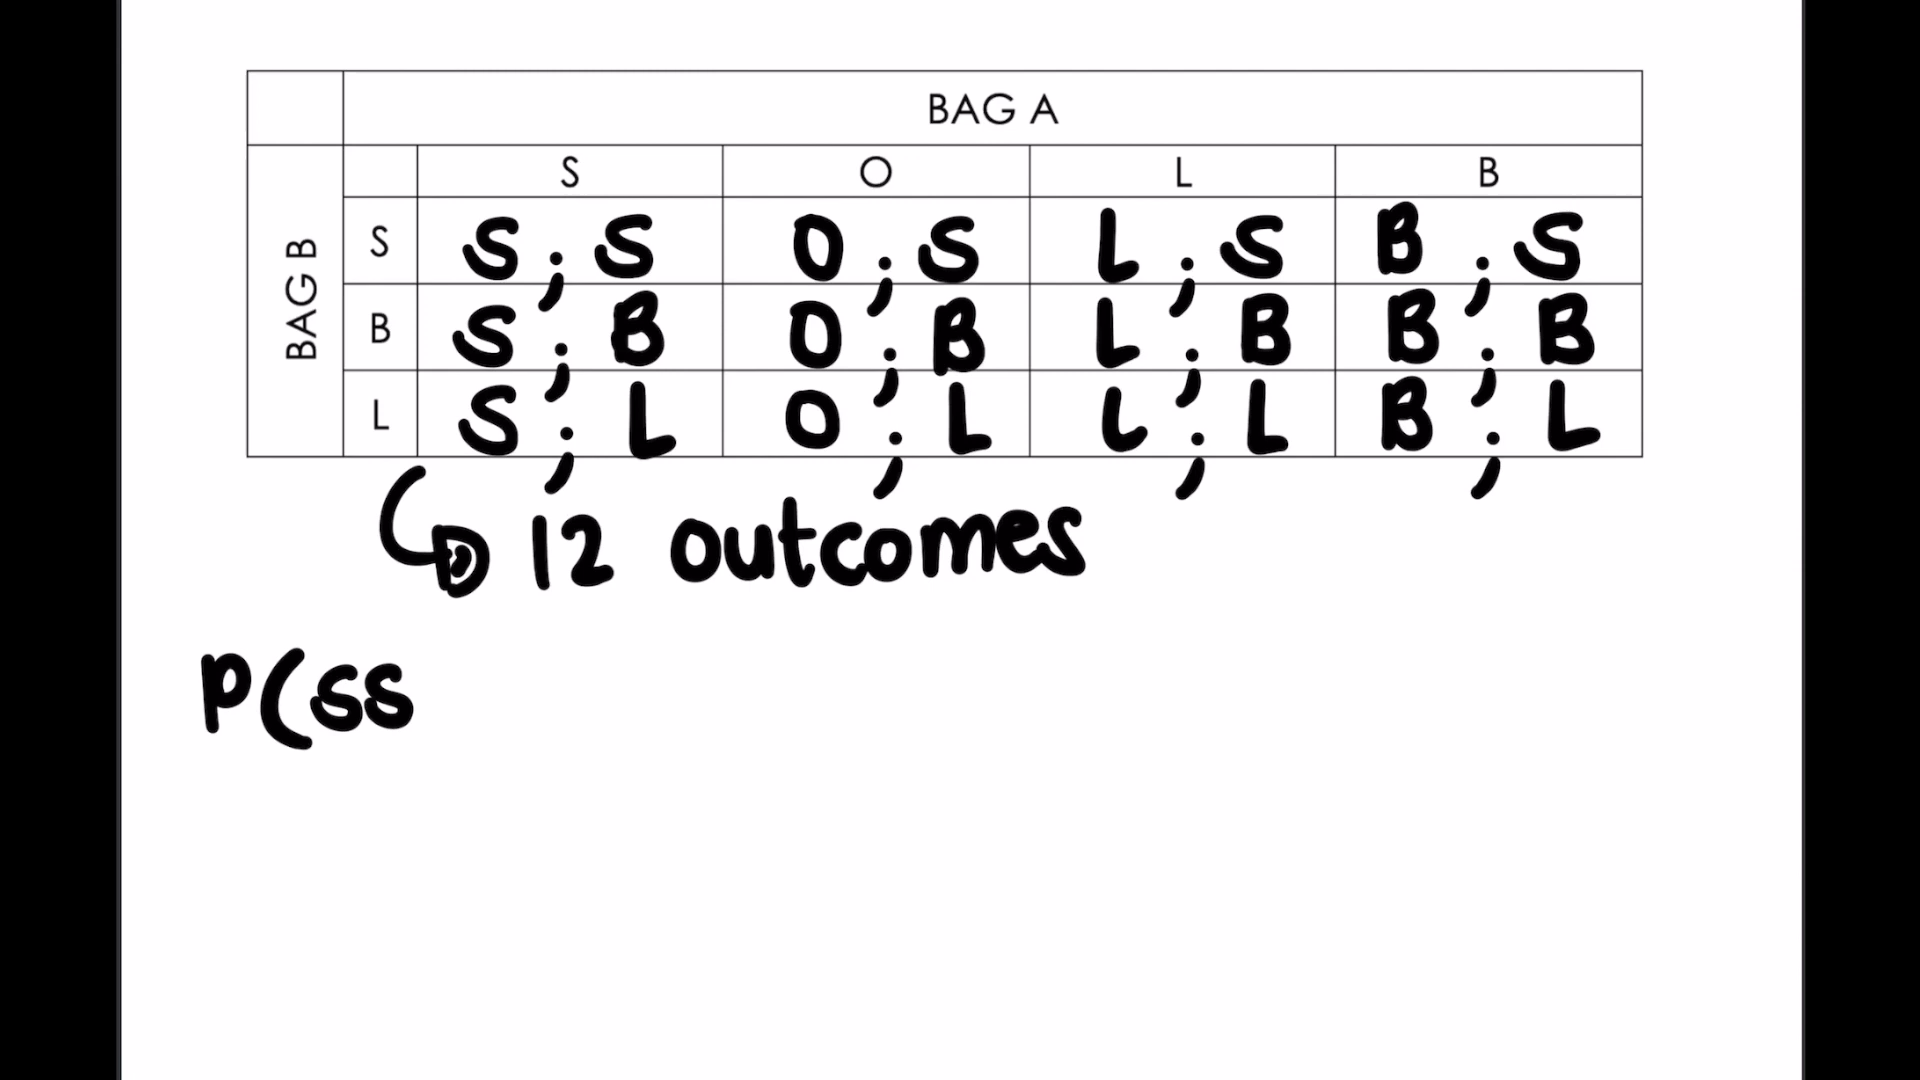 BAG A
S O L B
BAG B
S S ; S O ; S L ; S B ; S
B S ; B O ; B L ; B B ; B
L S ; L O ; L L ; L B ; L
12 outcomes
P(SS